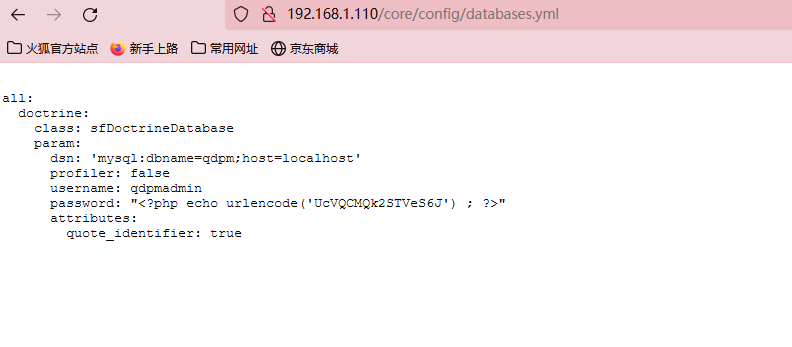 192.168.1.110/core/config/databases.yml
火狐官方站点 新手上路 常用网址 京东商城
all:
  doctrine:
    class: sfDoctrineDatabase
    param:
      dsn: 'mysql:dbname=qdpm;host=localhost'
      profiler: false
      username: qdpmadmin
      password: "<?php echo urlencode('UcVQCMQk2STVeS6J') ; ?>"
      attributes:
        quote_identifier: true